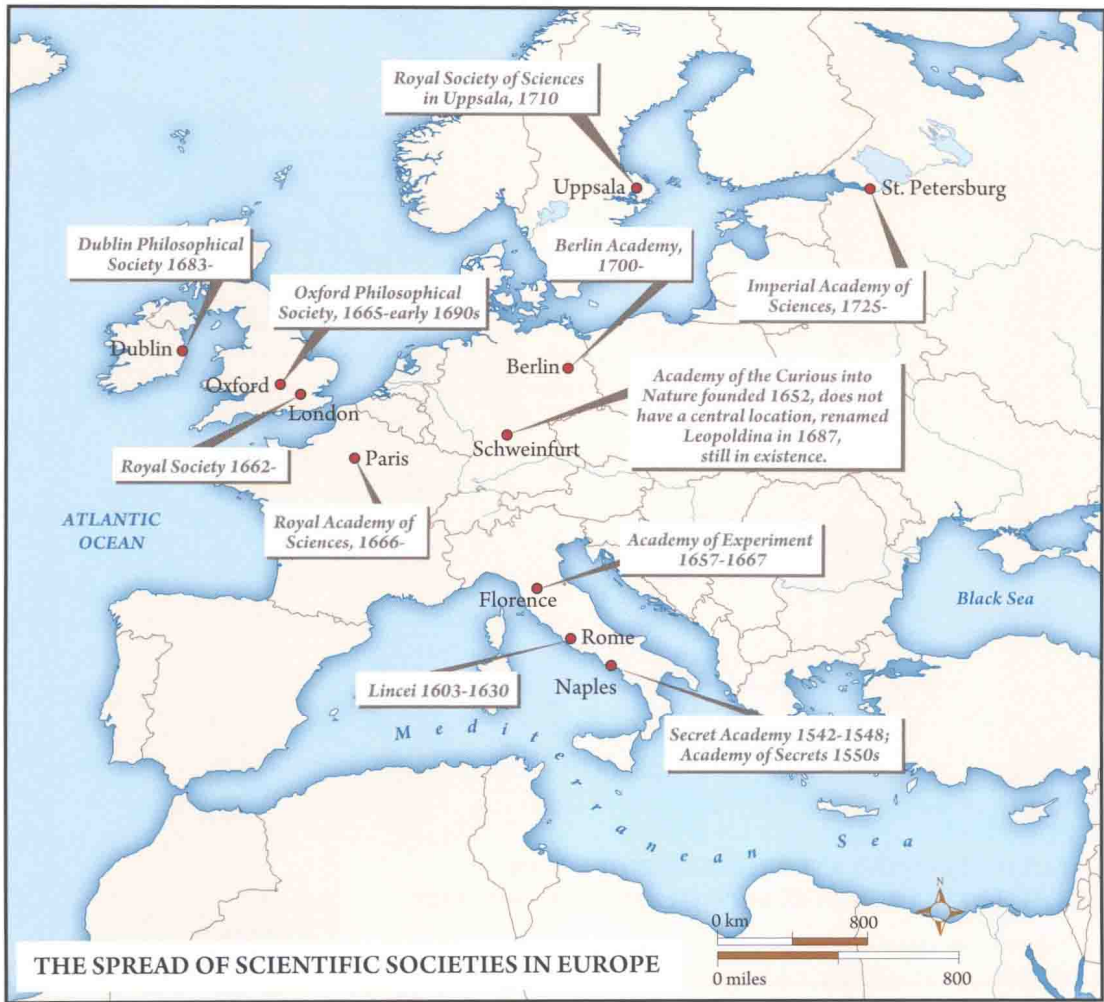 Royal Society of Sciences
in Uppsala, 1710
Uppsala
St. Petersburg
Dublin Philosophical
Society 1683-
Berlin Academy,
1700-
Oxford Philosophical
Society, 1665-early 1690s
Imperial Academy of
Sciences, 1725-
Dublin
Berlin
Oxford
London
Academy of the Curious into
Nature founded 1652, does not
have a central location, renamed
Leopoldina in 1687,
still in existence.
Schweinfurt
Royal Society 1662-
Paris
ATLANTIC
OCEAN
Royal Academy of
Sciences, 1666-
Academy of Experiment
1657-1667
Florence
Black Sea
Rome
Lincei 1603-1630
Naples
Secret Academy 1542-1548;
Academy of Secrets 1550s
Mediterranean Sea
N
0 km 800
0 miles 800
THE SPREAD OF SCIENTIFIC SOCIETIES IN EUROPE